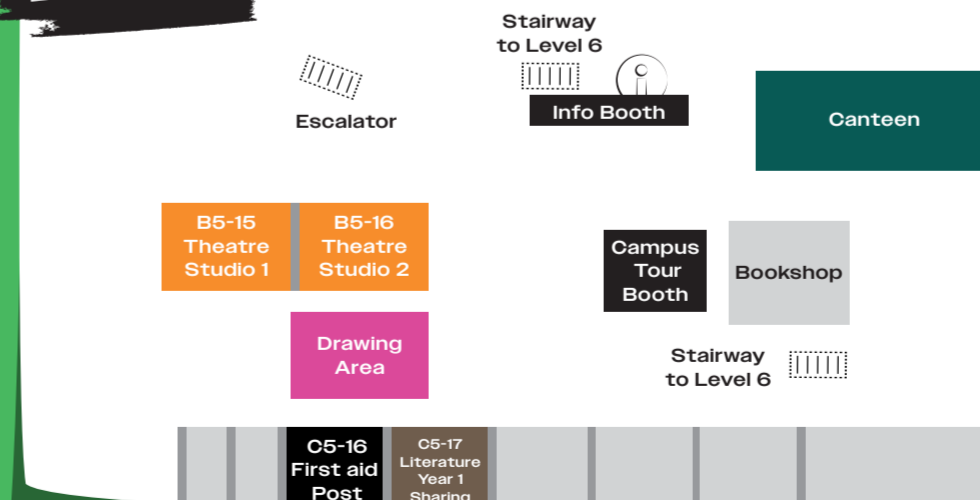 Stairway
to Level 6
Escalator
Info Booth
Canteen
B5-15
Theatre
Studio 1
B5-16
Theatre
Studio 2
Campus
Tour
Booth
Bookshop
Drawing
Area
Stairway
to Level 6
C5-16
First aid
Post
C5-17
Literature
Year 1
Sharing